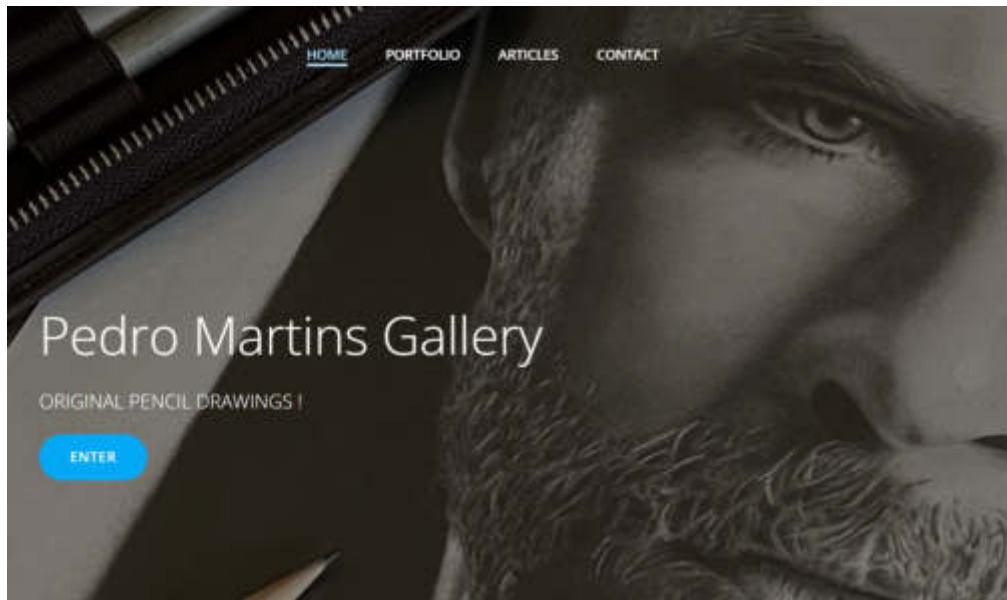 HOME PORTFOLIO ARTICLES CONTACT
Pedro Martins Gallery
ORIGINAL PENCIL DRAWINGS !
ENTER